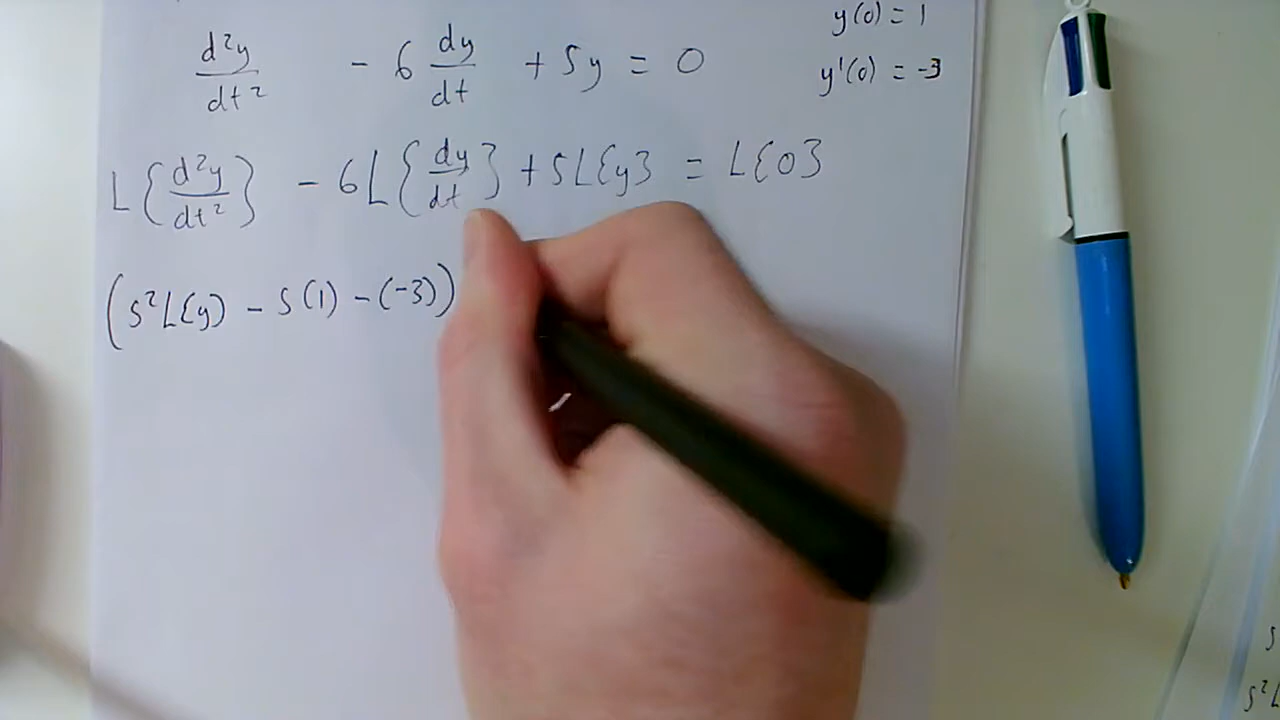 d²y/dt² - 6 dy/dt + 5y = 0
y(0) = 1
y'(0) = -3
L{d²y/dt²} - 6L{dy/dt} + 5L{y} = L{0}
(s²L{y} - s(1) - (-3))
s
s²L